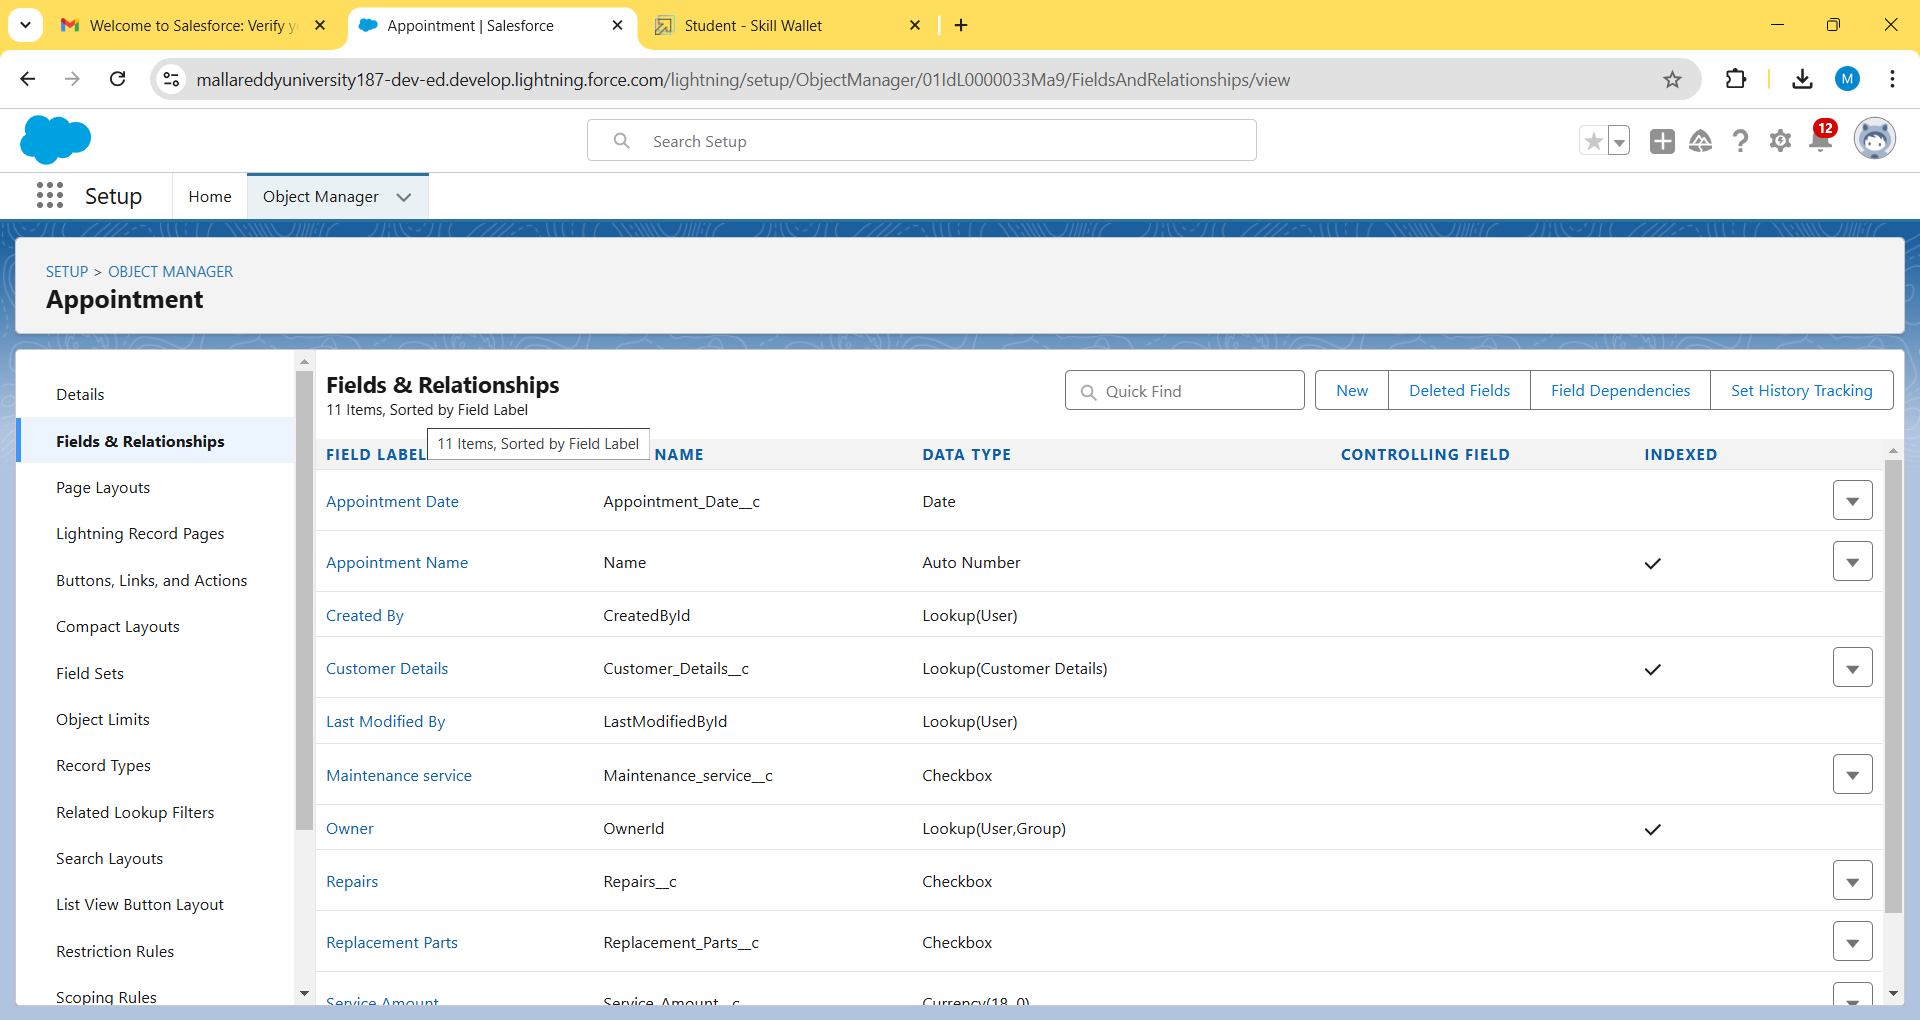 Welcome to Salesforce: Verify y
Appointment | Salesforce
Student - Skill Wallet
mallareddyuniversity187-dev-ed.develop.lightning.force.com/lightning/setup/ObjectManager/01IdL0000033Ma9/FieldsAndRelationships/view
M
Search Setup
12
Setup
Home
Object Manager
SETUP > OBJECT MANAGER
Appointment
Details
Fields & Relationships
Page Layouts
Lightning Record Pages
Buttons, Links, and Actions
Compact Layouts
Field Sets
Object Limits
Record Types
Related Lookup Filters
Search Layouts
List View Button Layout
Restriction Rules
Scoping Rules
Fields & Relationships
11 Items, Sorted by Field Label
Quick Find
New
Deleted Fields
Field Dependencies
Set History Tracking
11 Items, Sorted by Field Label
FIELD LABEL NAME DATA TYPE CONTROLLING FIELD INDEXED
Appointment Date Appointment_Date__c Date
Appointment Name Name Auto Number
Created By CreatedById Lookup(User)
Customer Details Customer_Details__c Lookup(Customer Details)
Last Modified By LastModifiedById Lookup(User)
Maintenance service Maintenance_service__c Checkbox
Owner OwnerId Lookup(User,Group)
Repairs Repairs__c Checkbox
Replacement Parts Replacement_Parts__c Checkbox
Service Amount Service_Amount__c Currency(18, 0)